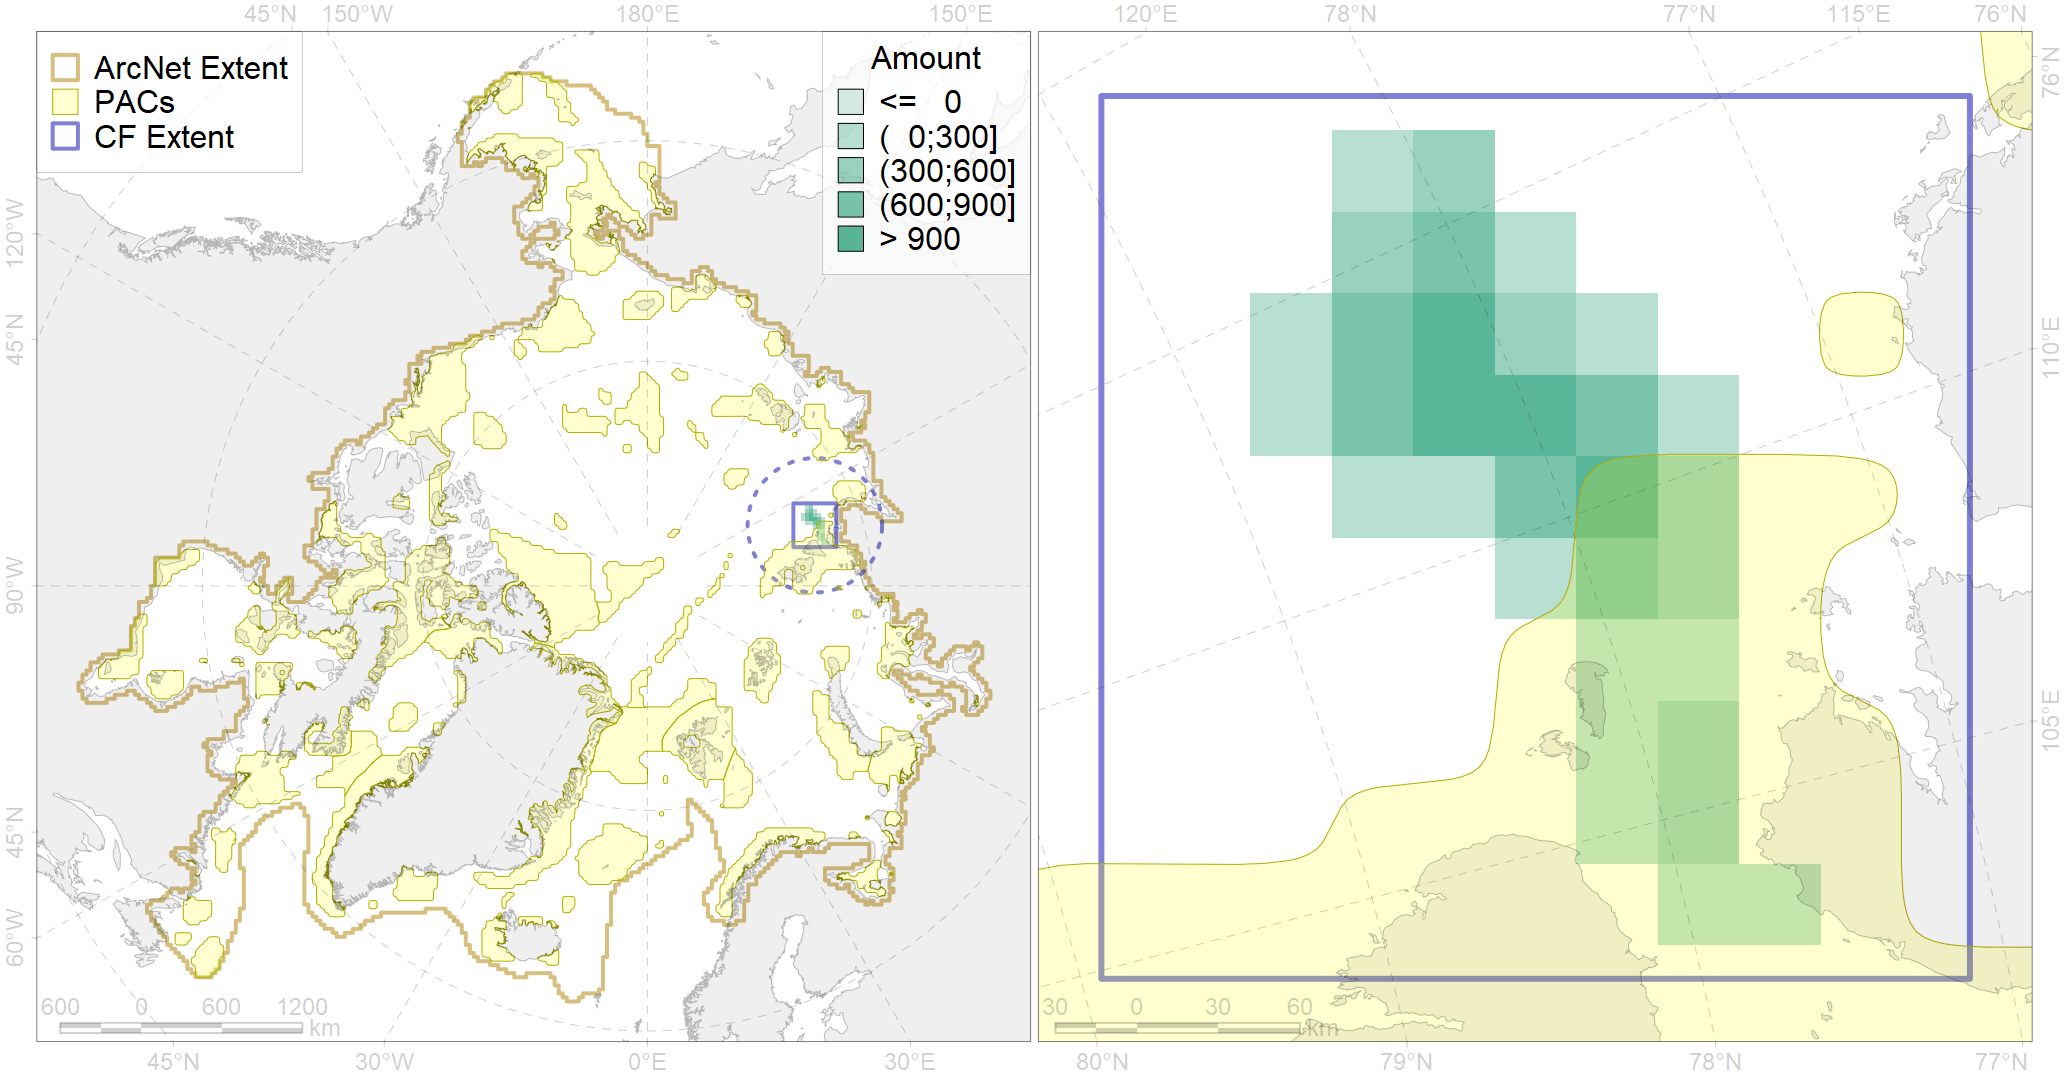 45°N 150°W 180°E 150°E 120°E 78°N 77°N 115°E 76°N
ArcNet Extent
PACs
CF Extent
Amount
<= 0
( 0;300]
(300;600]
(600;900]
> 900
120°W
45°N
90°W
45°N
60°W
76°N
110°E
105°E
600 0 600 1200
km
30 0 30 60
km
45°N 30°W 0°E 30°E 80°N 79°N 78°N 77°N